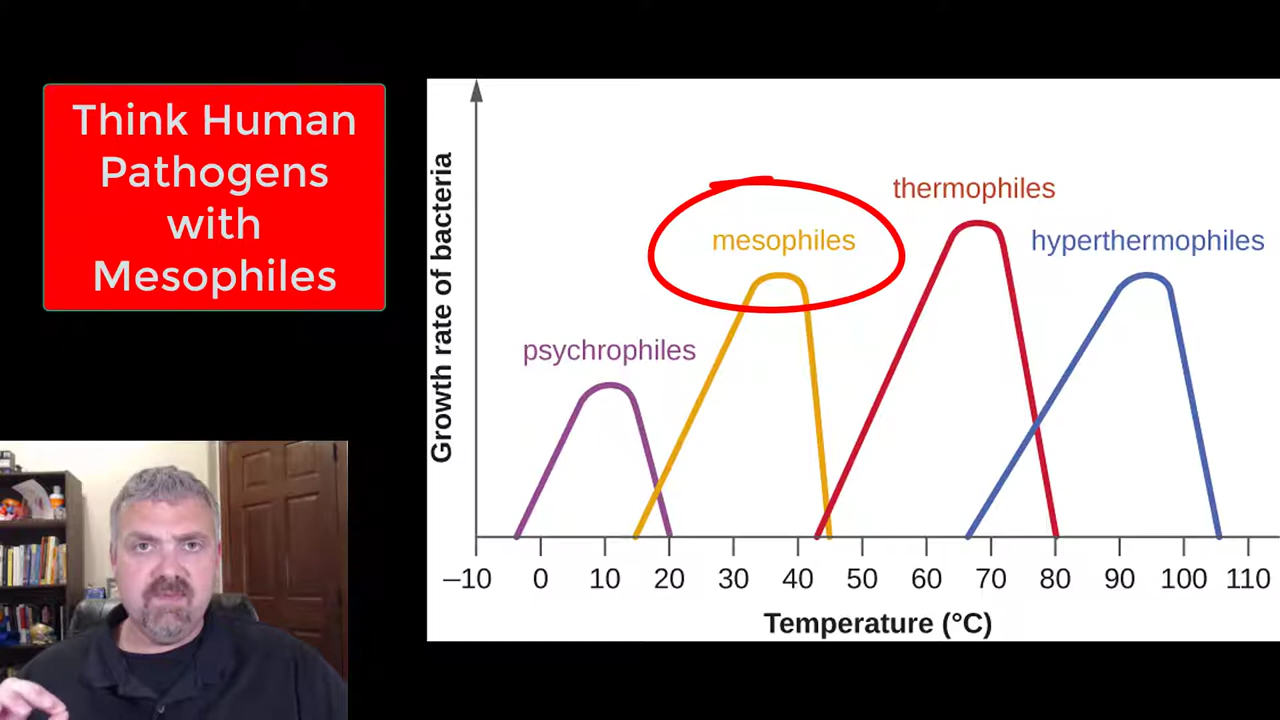 Think Human
Pathogens
with
Mesophiles
Growth rate of bacteria
psychrophiles
mesophiles
thermophiles
hyperthermophiles
–10 0 10 20 30 40 50 60 70 80 90 100 110
Temperature (°C)